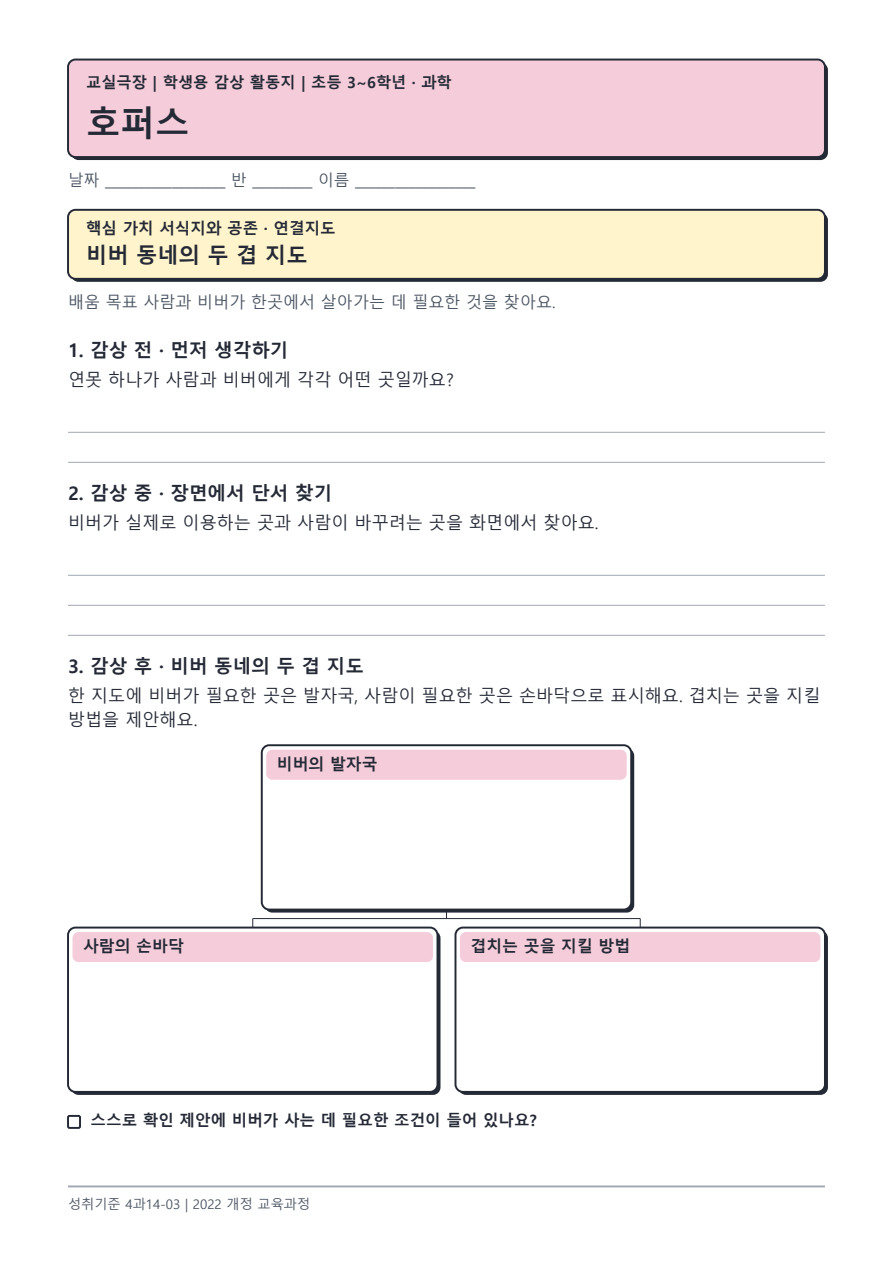 교실극장 | 학생용 감상 활동지 | 초등 3~6학년 · 과학
호퍼스
날짜 _______________ 반 _______ 이름 _______________
핵심 가치 서식지와 공존 · 연결지도
비버 동네의 두 겹 지도
배움 목표 사람과 비버가 한곳에서 살아가는 데 필요한 것을 찾아요.
1. 감상 전 · 먼저 생각하기
연못 하나가 사람과 비버에게 각각 어떤 곳일까요?
2. 감상 중 · 장면에서 단서 찾기
비버가 실제로 이용하는 곳과 사람이 바꾸려는 곳을 화면에서 찾아요.
3. 감상 후 · 비버 동네의 두 겹 지도
한 지도에 비버가 필요한 곳은 발자국, 사람이 필요한 곳은 손바닥으로 표시해요. 겹치는 곳을 지킬
방법을 제안해요.
비버의 발자국
사람의 손바닥
겹치는 곳을 지킬 방법
스스로 확인 제안에 비버가 사는 데 필요한 조건이 들어 있나요?
성취기준 4과14-03 | 2022 개정 교육과정